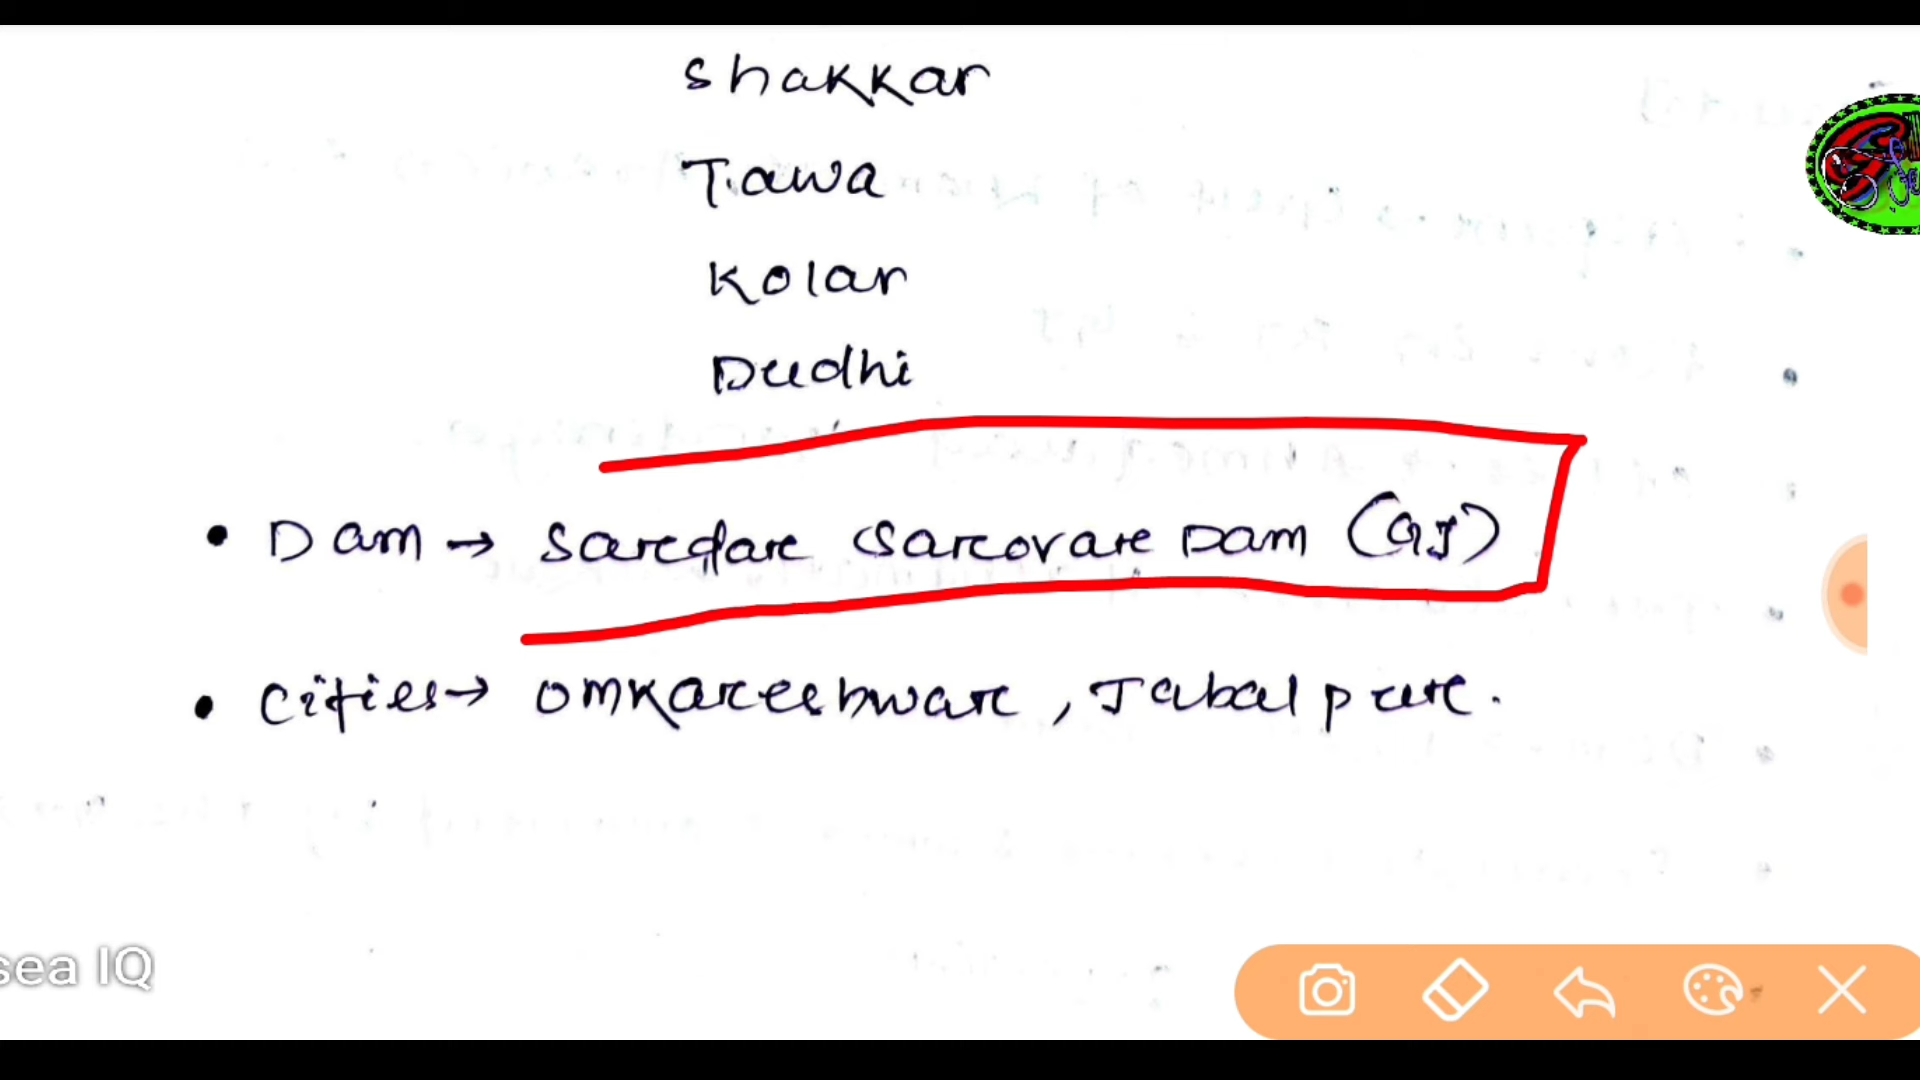 Shakkar
Tawa
Kolar
Dudhi
• Dam → Sardar Sarovar Dam (GJ)
• Cities → Omkareshwar, Jabalpur.
sea IQ